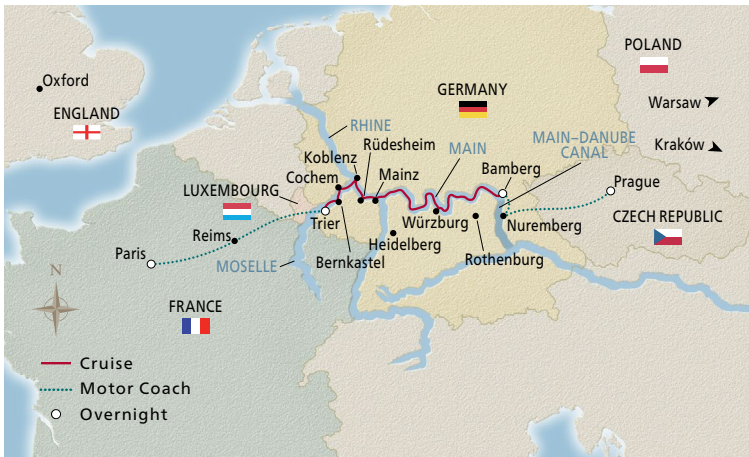 POLAND
Oxford
GERMANY
Warsaw
ENGLAND
RHINE
MAIN–DANUBE
CANAL
Kraków
Rüdesheim
MAIN
Koblenz
Cochem
Mainz
Bamberg
Prague
LUXEMBOURG
CZECH REPUBLIC
Trier
Würzburg
Nuremberg
Reims
Heidelberg
Paris
MOSELLE
Bernkastel
Rothenburg
N
FRANCE
Cruise
Motor Coach
Overnight